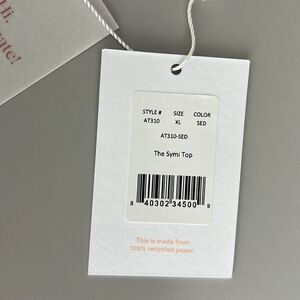 Hi.
rate!
STYLE # SIZE COLOR
AT310 XL SED
AT310-SED
The Symi Top
8 40302 34500 9
This is made from
100% recycled paper.